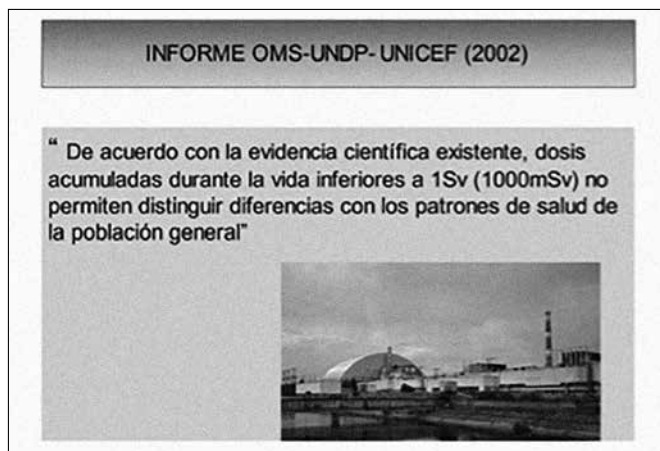 INFORME OMS-UNDP- UNICEF (2002)
“ De acuerdo con la evidencia científica existente, dosis
acumuladas durante la vida inferiores a 1Sv (1000mSv) no
permiten distinguir diferencias con los patrones de salud de
la población general”